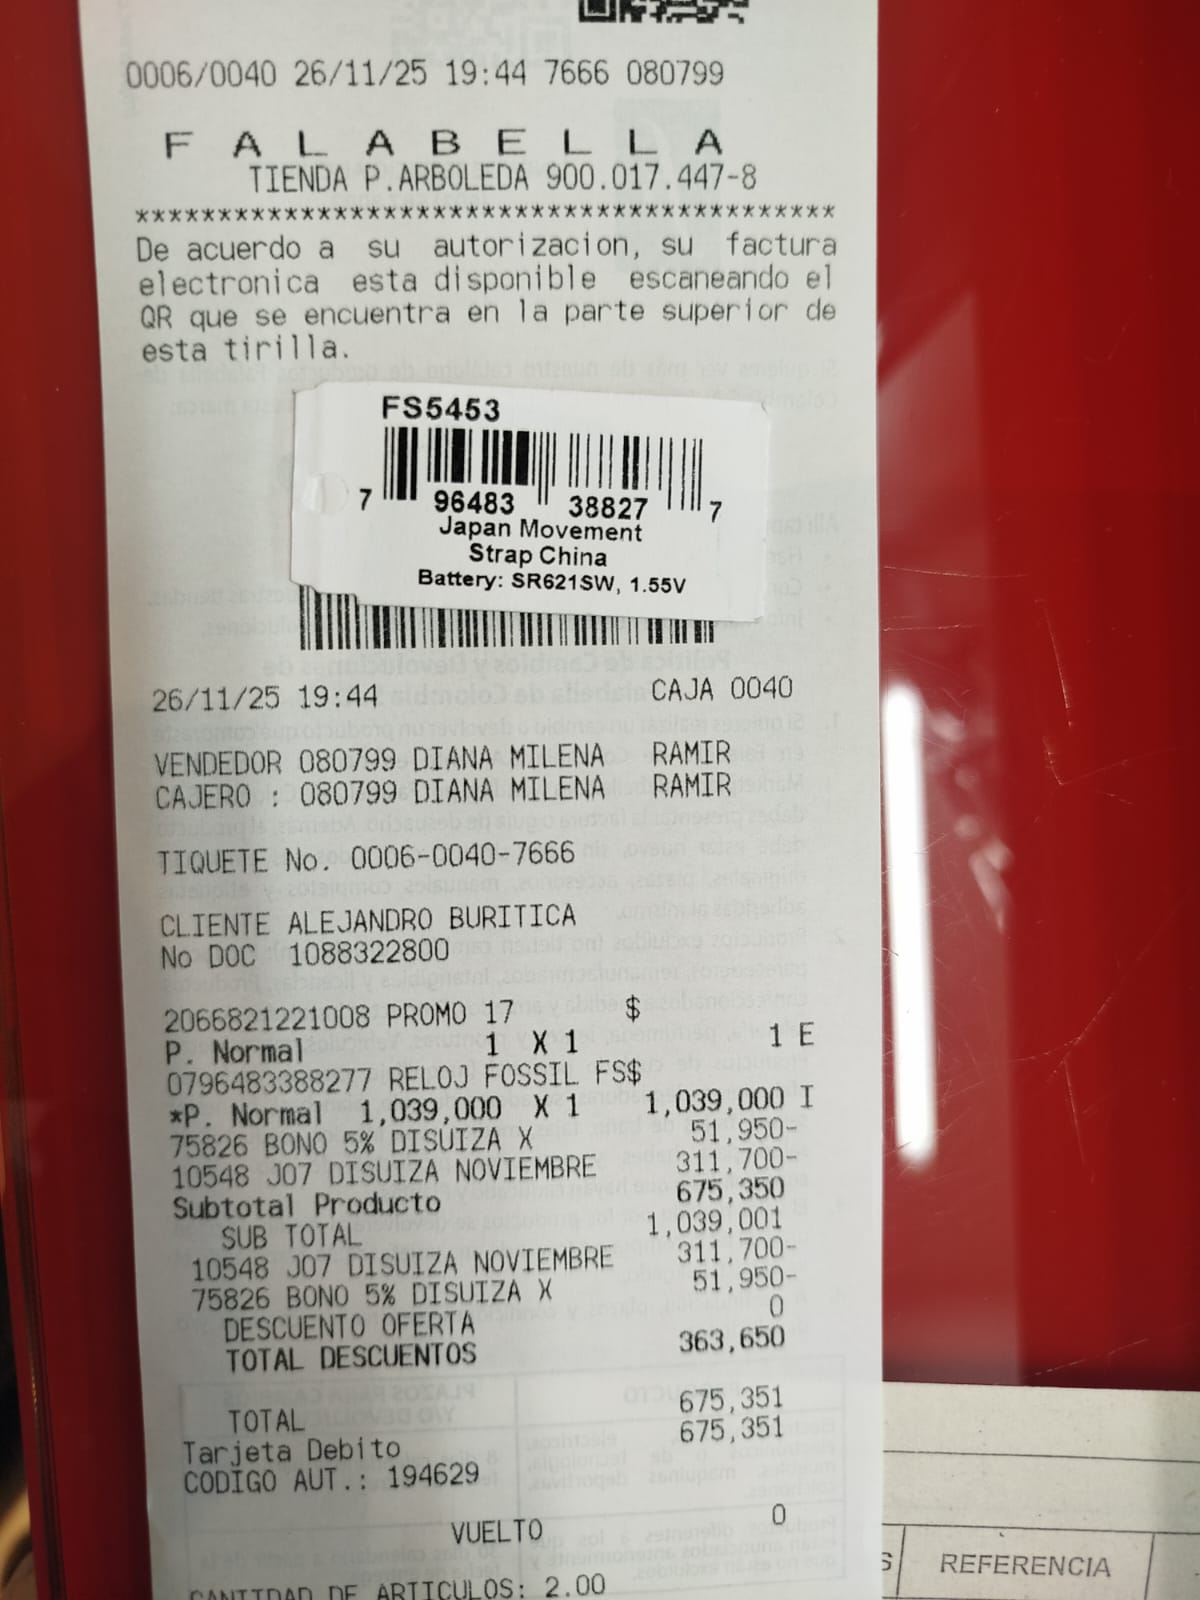 0006/0040 26/11/25 19:44 7666 080799
F A L A B E L L A
TIENDA P.ARBOLEDA 900.017.447-8
******************************************
De acuerdo a su autorizacion, su factura
electronica esta disponible escaneando el
QR que se encuentra en la parte superior de
esta tirilla.
FS5453
7 96483 38827 7
Japan Movement
Strap China
Battery: SR621SW, 1.55V
26/11/25 19:44 CAJA 0040
VENDEDOR 080799 DIANA MILENA RAMIR
CAJERO : 080799 DIANA MILENA RAMIR
TIQUETE No. 0006-0040-7666
CLIENTE ALEJANDRO BURITICA
No DOC 1088322800
2066821221008 PROMO 17 $
P. Normal 1 X 1 1 E
0796483388277 RELOJ FOSSIL FS$
*P. Normal 1,039,000 X 1 1,039,000 I
75826 BONO 5% DISUIZA X 51,950-
10548 J07 DISUIZA NOVIEMBRE 311,700-
Subtotal Producto 675,350
SUB TOTAL 1,039,001
10548 J07 DISUIZA NOVIEMBRE 311,700-
75826 BONO 5% DISUIZA X 51,950-
DESCUENTO OFERTA 0
TOTAL DESCUENTOS 363,650
TOTAL 675,351
Tarjeta Debito 675,351
CODIGO AUT.: 194629
VUELTO 0
CANTIDAD DE ARTICULOS: 2.00
REFERENCIA